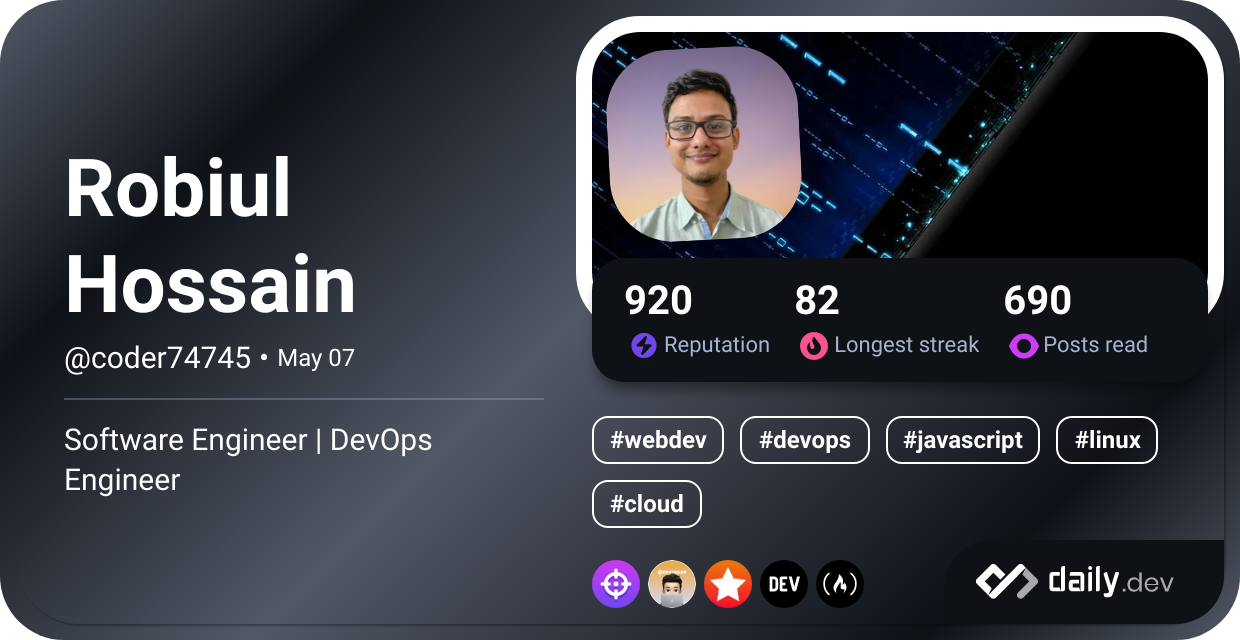 Robiul
Hossain
@coder74745 • May 07
Software Engineer | DevOps
Engineer
920 82 690
Reputation Longest streak Posts read
#webdev #devops #javascript #linux
#cloud
DEV
daily.dev